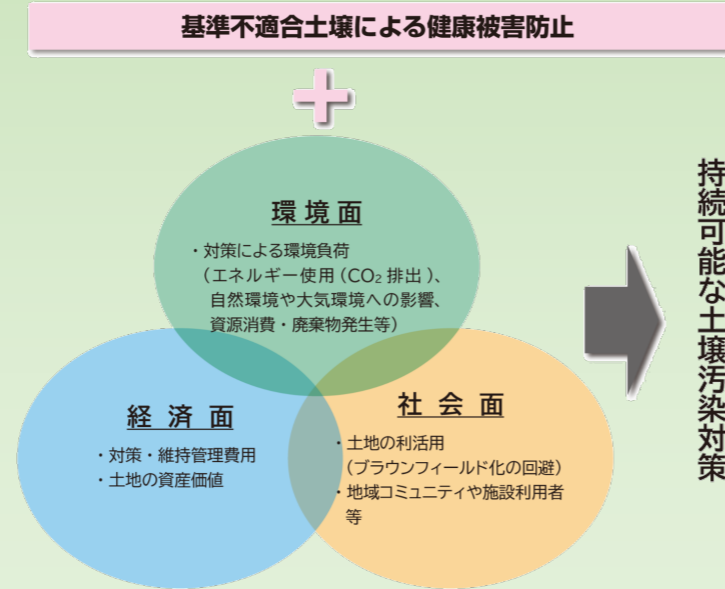 基準不適合土壌による健康被害防止
+
環境面
・対策による環境負荷
（エネルギー使用（CO₂排出）、
自然環境や大気環境への影響、
資源消費・廃棄物発生等）
経済面
・対策・維持管理費用
・土地の資産価値
社会面
・土地の利活用
（ブラウンフィールド化の回避）
・地域コミュニティや施設利用者
等
持続可能な土壌汚染対策